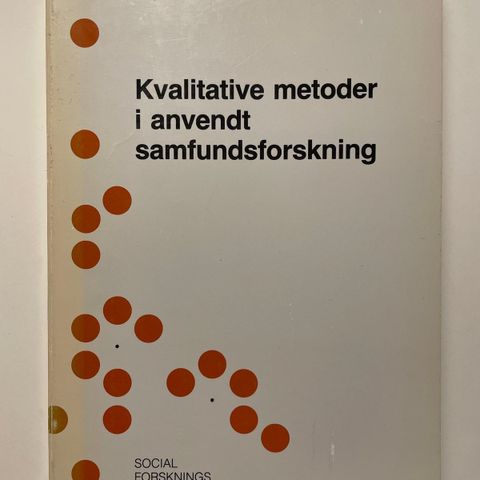 Kvalitative metoder
i anvendt
samfundsforskning
SOCIAL
FORSKNINGS